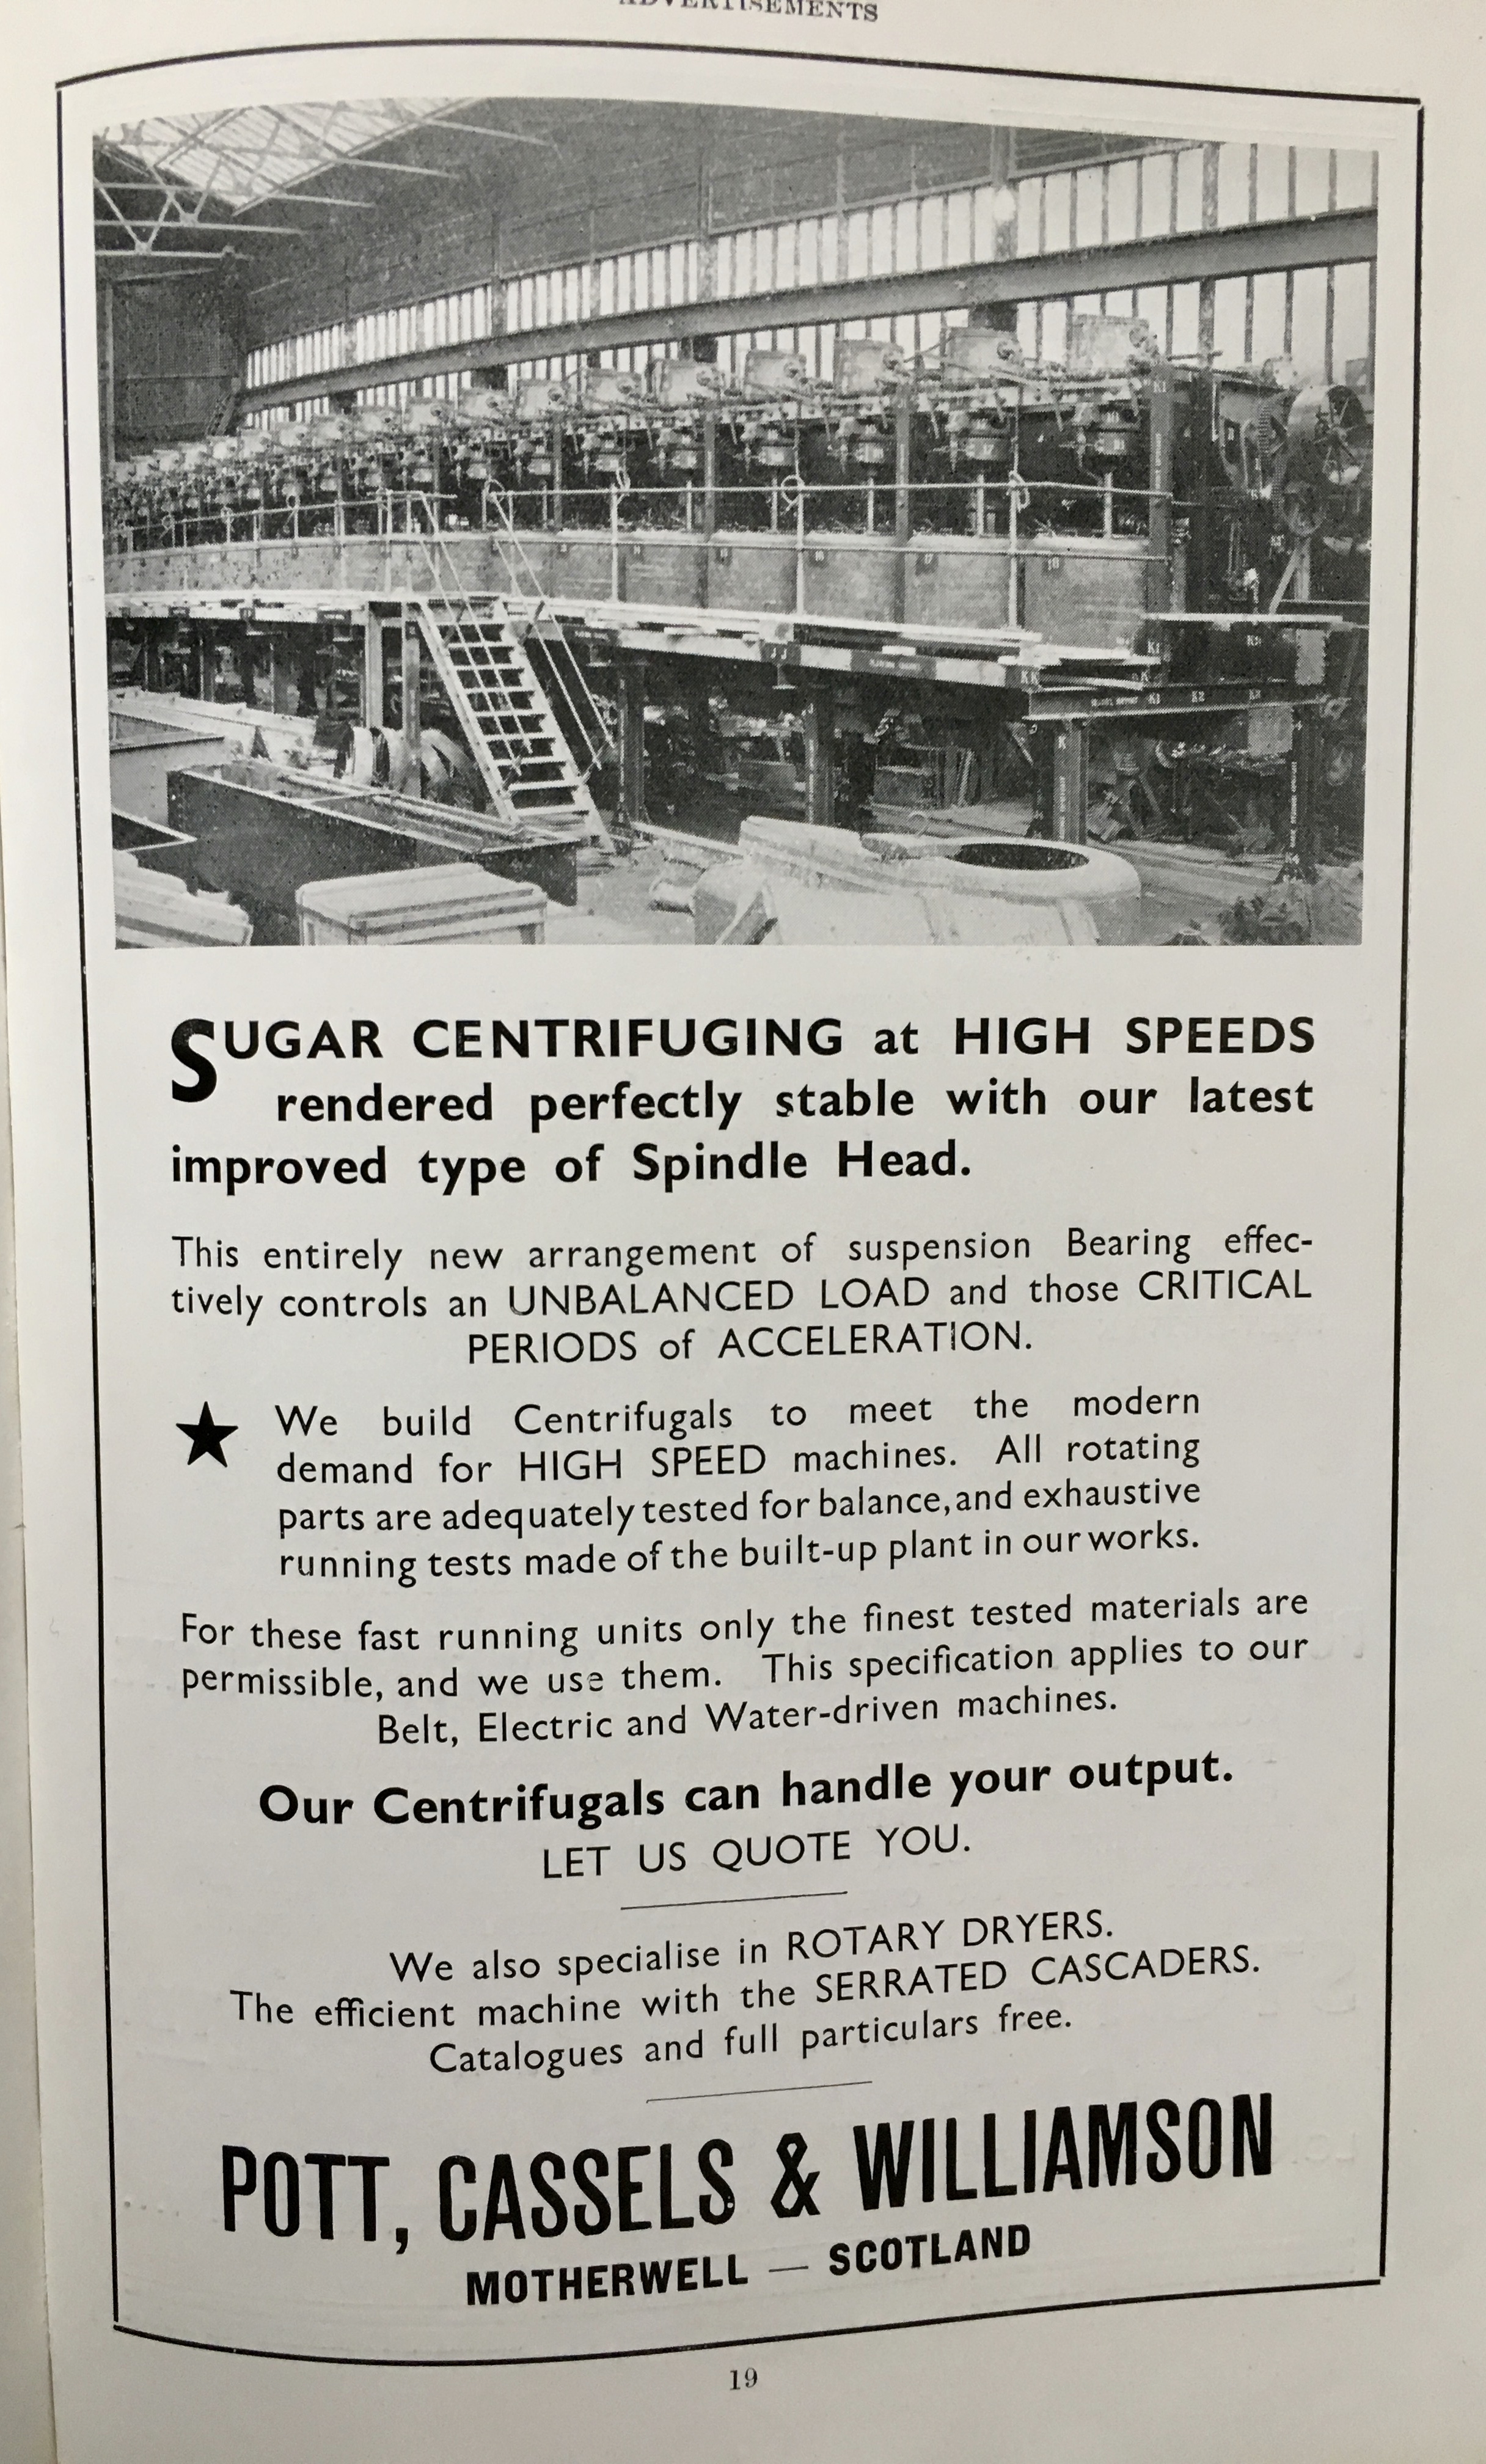 ADVERTISEMENTS
SUGAR CENTRIFUGING at HIGH SPEEDS
rendered perfectly stable with our latest
improved type of Spindle Head.
This entirely new arrangement of suspension Bearing effec-
tively controls an UNBALANCED LOAD and those CRITICAL
PERIODS of ACCELERATION.
★ We build Centrifugals to meet the modern
demand for HIGH SPEED machines. All rotating
parts are adequately tested for balance, and exhaustive
running tests made of the built-up plant in our works.
For these fast running units only the finest tested materials are
permissible, and we use them. This specification applies to our
Belt, Electric and Water-driven machines.
Our Centrifugals can handle your output.
LET US QUOTE YOU.
We also specialise in ROTARY DRYERS.
The efficient machine with the SERRATED CASCADERS.
Catalogues and full particulars free.
POTT, CASSELS & WILLIAMSON
MOTHERWELL — SCOTLAND
19